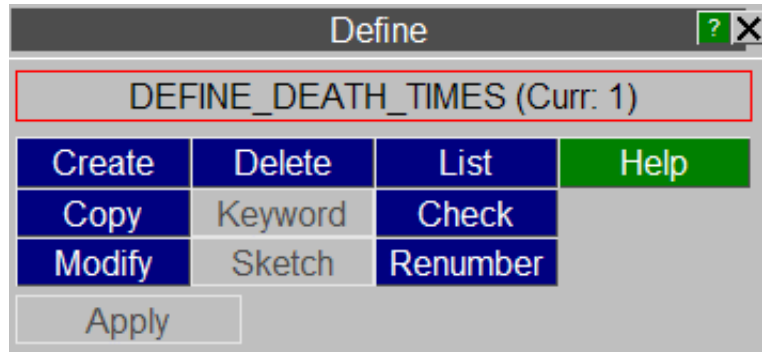 Define ?
DEFINE_DEATH_TIMES (Curr: 1)
Create Delete List Help
Copy Keyword Check
Modify Sketch Renumber
Apply